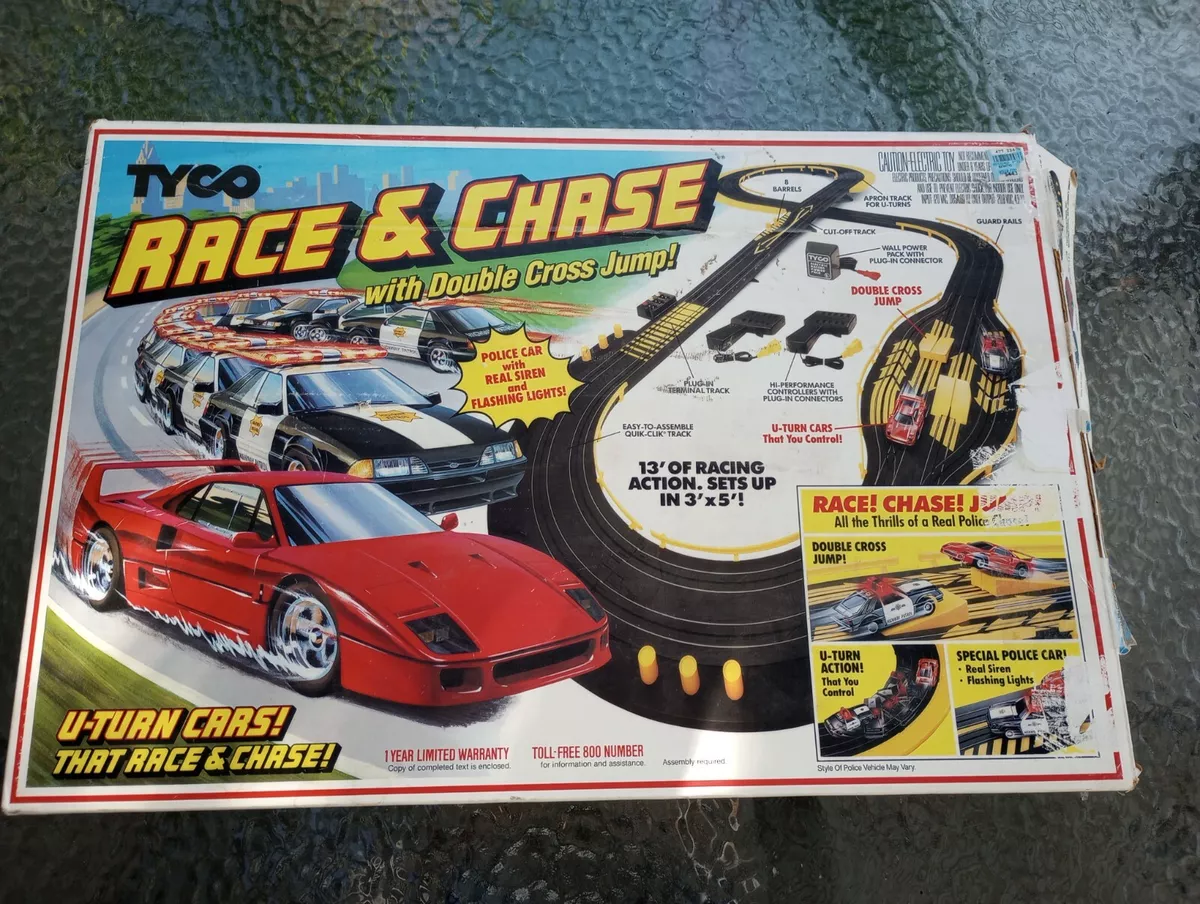 TYCO
RACE & CHASE
with Double Cross Jump!
POLICE CAR
with
REAL SIREN
and
FLASHING LIGHTS!
8
BARRELS
APRON TRACK
FOR U-TURNS
CUT-OFF TRACK
GUARD RAILS
CAUTION-ELECTRIC TOY
WALL POWER
PACK WITH
PLUG-IN CONNECTOR
TYCO
DOUBLE CROSS
JUMP
PLUG-IN
TERMINAL TRACK
HI-PERFORMANCE
CONTROLLERS WITH
PLUG-IN CONNECTORS
EASY-TO-ASSEMBLE
QUIK-CLIK TRACK
U-TURN CARS
That You Control!
13' OF RACING
ACTION. SETS UP
IN 3' x 5'!
RACE! CHASE!
All the Thrills of a Real Police Chase!
DOUBLE CROSS
JUMP!
U-TURN
ACTION!
That You
Control
SPECIAL POLICE CAR!
• Real Siren
• Flashing Lights
U-TURN CARS!
THAT RACE & CHASE!
1 YEAR LIMITED WARRANTY
Copy of completed text is enclosed.
TOLL-FREE 800 NUMBER
for information and assistance.
Assembly required.
Style Of Police Vehicle May Vary.